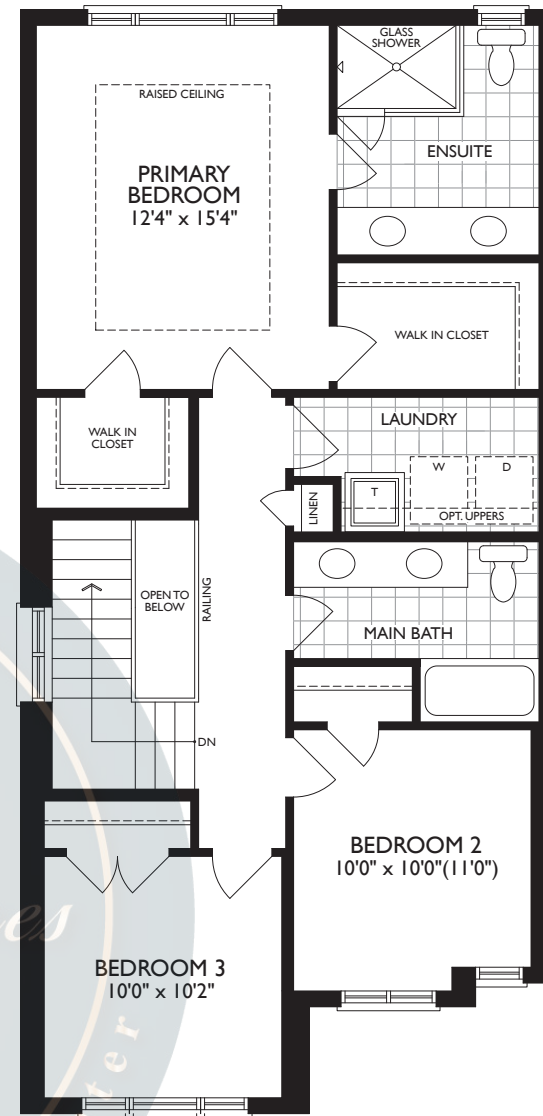 GLASS
SHOWER
RAISED CEILING
ENSUITE
PRIMARY
BEDROOM
12'4" x 15'4"
WALK IN CLOSET
WALK IN
CLOSET
LAUNDRY
W
D
T
LINEN
OPT. UPPERS
OPEN TO
BELOW
RAILING
MAIN BATH
DN
BEDROOM 2
10'0" x 10'0"(11'0")
BEDROOM 3
10'0" x 10'2"
es
ter